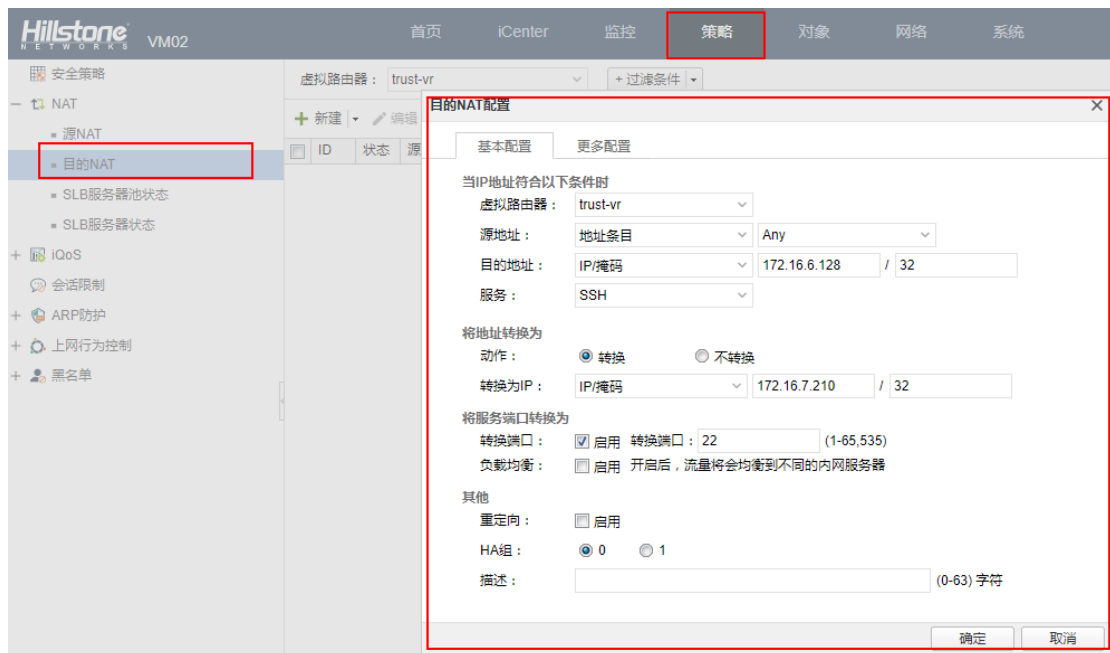 Hillstone
NETWORKS VM02 首页 iCenter 监控 策略 对象 网络 系统
安全策略
NAT
源NAT
目的NAT
SLB服务器池状态
SLB服务器状态
iQoS
会话限制
ARP防护
上网行为控制
黑名单
虚拟路由器： trust-vr +过滤条件
新建 编辑
ID 状态 源
目的NAT配置
基本配置 更多配置
当IP地址符合以下条件时
虚拟路由器： trust-vr
源地址： 地址条目 Any
目的地址： IP/掩码 172.16.6.128 / 32
服务： SSH
将地址转换为
动作： 转换 不转换
转换为IP： IP/掩码 172.16.7.210 / 32
将服务端口转换为
转换端口： 启用 转换端口：22 (1-65,535)
负载均衡： 启用 开启后，流量将会均衡到不同的内网服务器
其他
重定向： 启用
HA组： 0 1
描述： (0-63) 字符
确定 取消